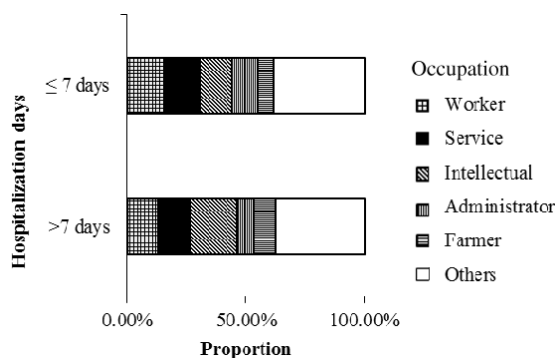 Hospitalization days
≤ 7 days
>7 days
0.00%
50.00%
100.00%
Proportion
Occupation
Worker
Service
Intellectual
Administrator
Farmer
Others